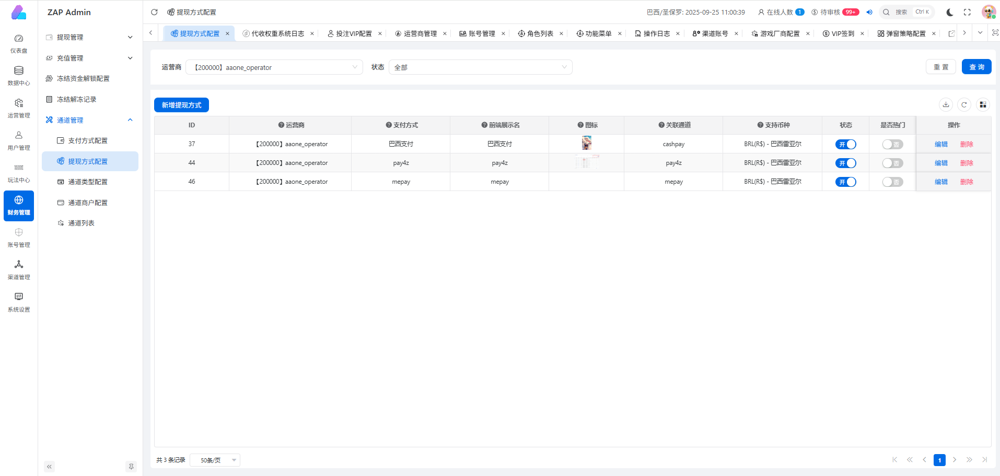 ZAP Admin
提现方式配置
巴西/圣保罗: 2025-09-25 11:00:39
在线人数 1
待审核 99+
搜索 Ctrl K
提现方式配置
代收权重系统日志
投注VIP配置
运营商管理
账号管理
角色列表
功能菜单
操作日志
渠道账号
游戏厂商配置
VIP签到
弹窗策略配置
仪表盘
数据中心
运营管理
用户管理
玩法中心
财务管理
账号管理
渠道管理
系统设置
提现管理
充值管理
冻结资金解锁配置
冻结解冻记录
通道管理
支付方式配置
提现方式配置
通道类型配置
通道商户配置
通道列表
运营商 【200000】aaone_operator 状态 全部 重 置 查 询
新增提现方式
ID 运营商 支付方式 前端展示名 图标 关联通道 支持币种 状态 是否热门 操作
37 【200000】aaone_operator 巴西支付 巴西支付 cashpay BRL(R$) - 巴西雷亚尔 开 否 编辑 删除
44 【200000】aaone_operator pay4z pay4z pay4z BRL(R$) - 巴西雷亚尔 开 否 编辑 删除
46 【200000】aaone_operator mepay mepay mepay BRL(R$) - 巴西雷亚尔 开 否 编辑 删除
共 3 条记录 50条/页 1